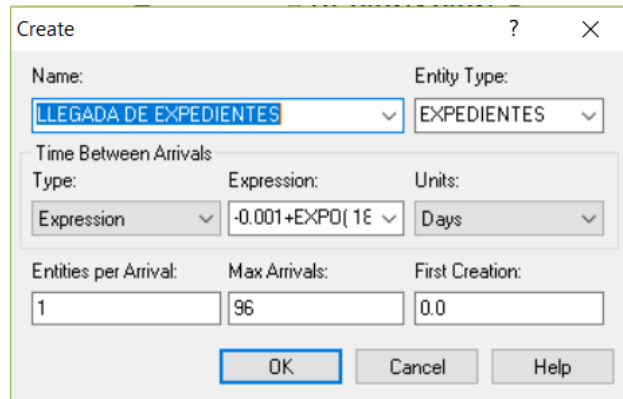 Create ?
Name: Entity Type:
LLEGADA DE EXPEDIENTES EXPEDIENTES
Time Between Arrivals
Type: Expression: Units:
Expression -0.001+EXPO( 18 Days
Entities per Arrival: Max Arrivals: First Creation:
1 96 0.0
OK Cancel Help